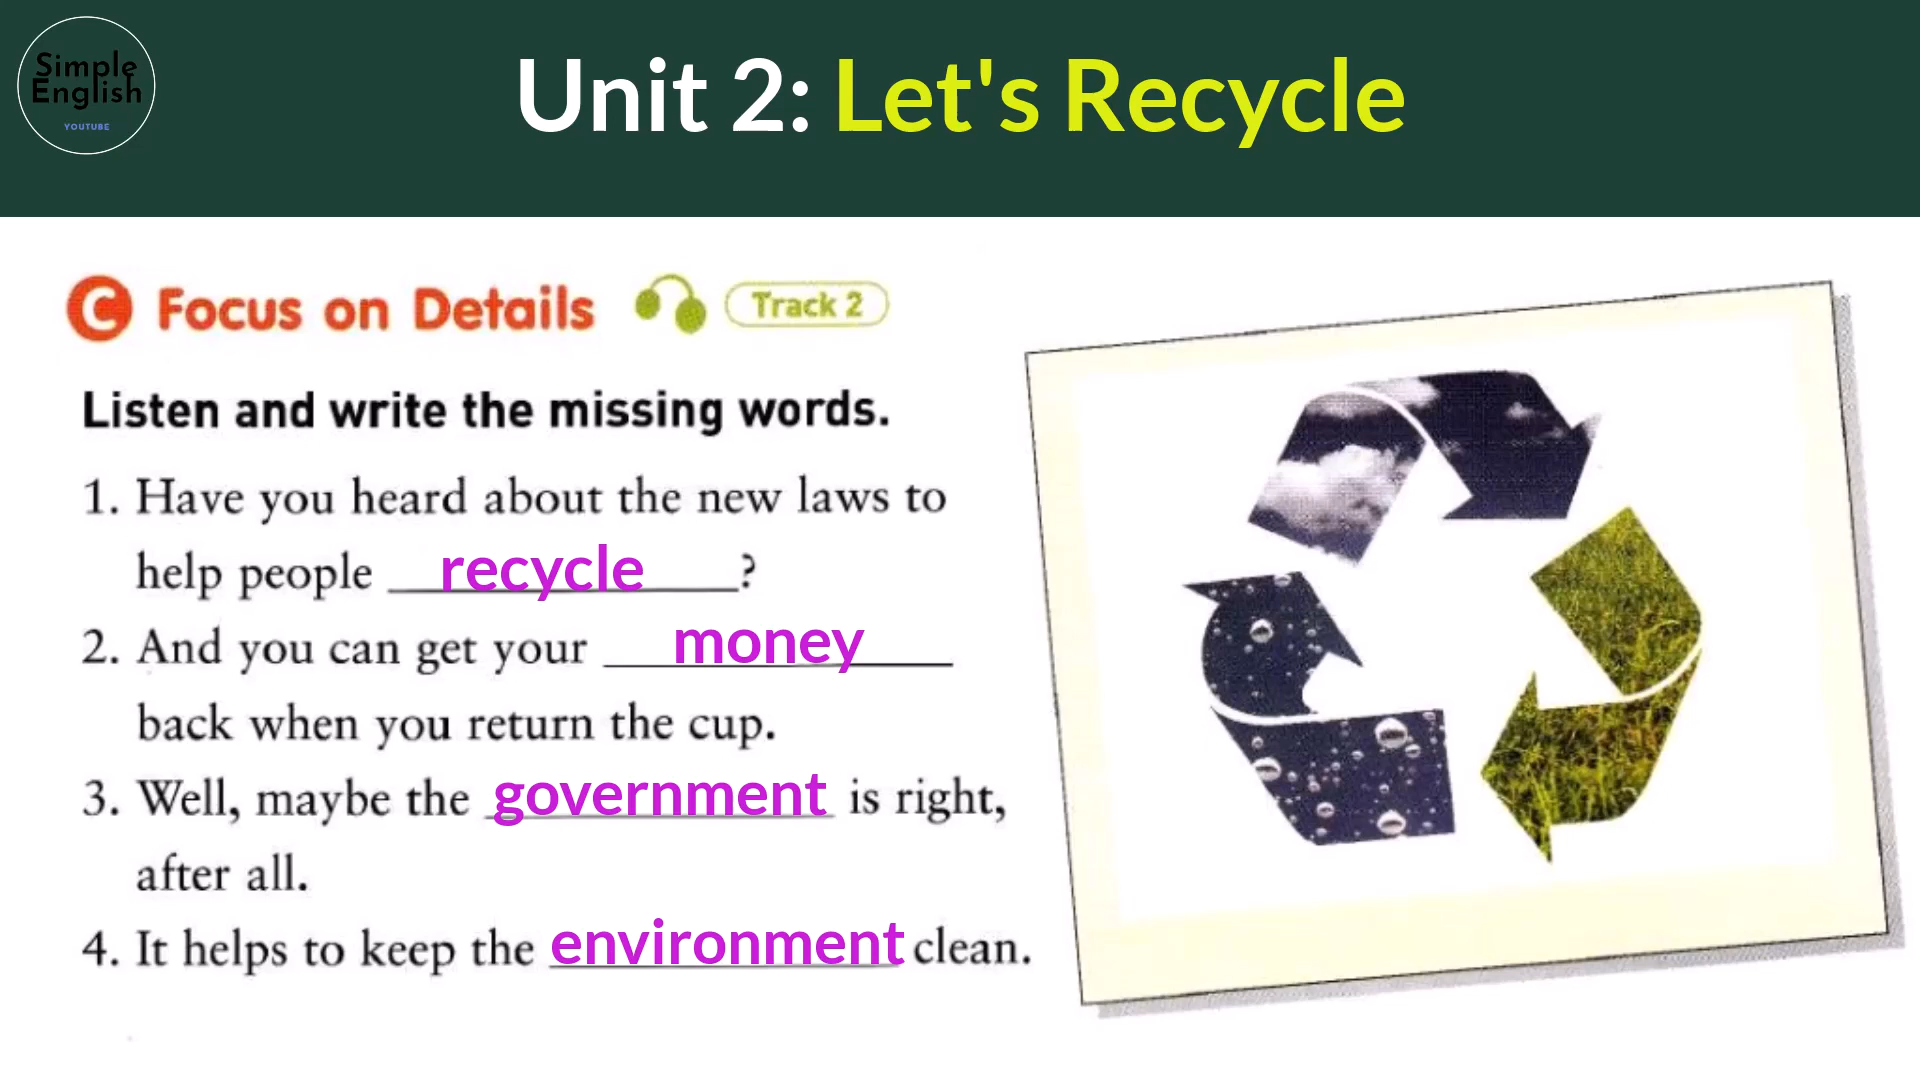 Simple
English
YOUTUBE
Unit 2: Let's Recycle
C Focus on Details Track 2
Listen and write the missing words.
1. Have you heard about the new laws to
help people recycle?
2. And you can get your money
back when you return the cup.
3. Well, maybe the government is right,
after all.
4. It helps to keep the environment clean.